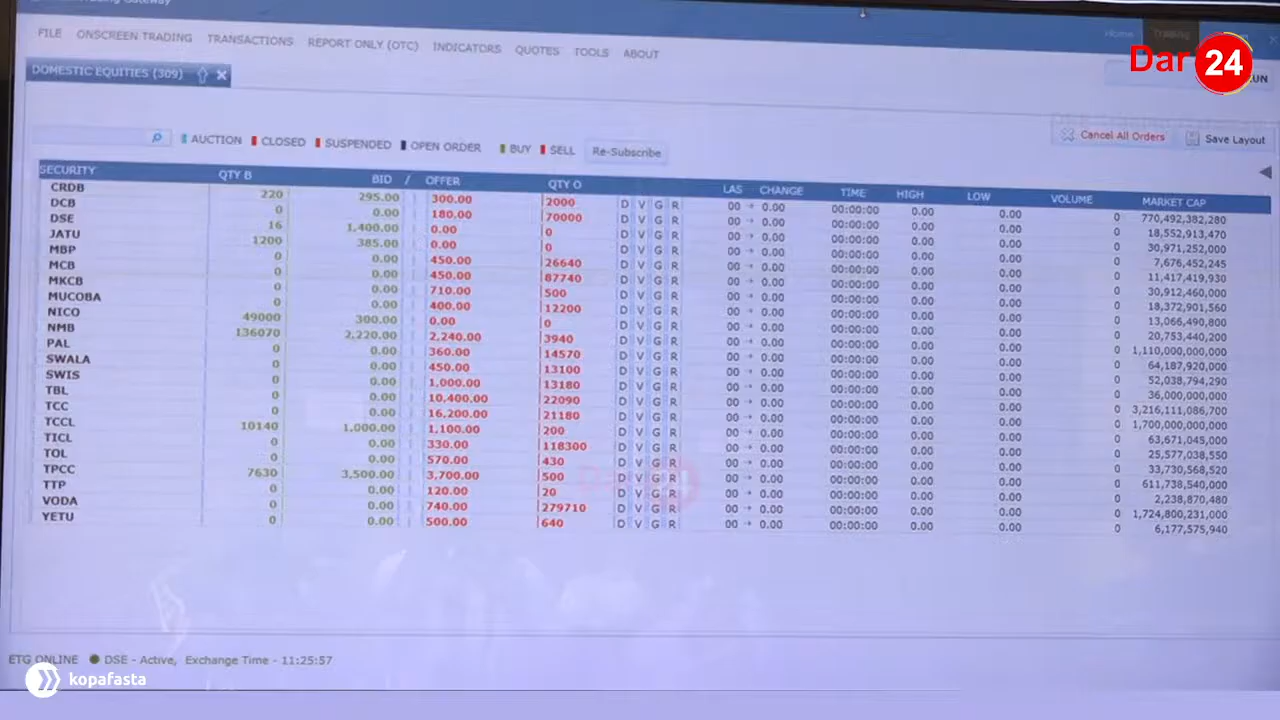 FILE ONSCREEN TRADING TRANSACTIONS REPORT ONLY (OTC) INDICATORS QUOTES TOOLS ABOUT Home Trading
Dar 24
DOMESTIC EQUITIES (309)
AUCTION CLOSED SUSPENDED OPEN ORDER BUY SELL Re-Subscribe Cancel All Orders Save Layout
SECURITY QTY B BID / OFFER QTY O LAS CHANGE TIME HIGH LOW VOLUME MARKET CAP
CRDB 220 295.00 300.00 2000 D V G R 00 0.00 00:00:00 0.00 0.00 0 770,492,382,280
DCB 0 0.00 180.00 70000 D V G R 00 0.00 00:00:00 0.00 0.00 0 18,552,913,470
DSE 16 1,400.00 0.00 0 D V G R 00 0.00 00:00:00 0.00 0.00 0 30,971,252,000
JATU 1200 385.00 0.00 0 D V G R 00 0.00 00:00:00 0.00 0.00 0 7,676,452,245
MBP 0 0.00 450.00 26640 D V G R 00 0.00 00:00:00 0.00 0.00 0 11,417,419,930
MCB 0 0.00 450.00 87740 D V G R 00 0.00 00:00:00 0.00 0.00 0 30,912,460,000
MKCB 0 0.00 710.00 500 D V G R 00 0.00 00:00:00 0.00 0.00 0 18,372,901,560
MUCOBA 0 0.00 400.00 12200 D V G R 00 0.00 00:00:00 0.00 0.00 0 13,066,490,800
NICO 49000 300.00 0.00 0 D V G R 00 0.00 00:00:00 0.00 0.00 0 20,753,440,200
NMB 136070 2,220.00 2,240.00 3940 D V G R 00 0.00 00:00:00 0.00 0.00 0 1,110,000,000,000
PAL 0 0.00 360.00 14570 D V G R 00 0.00 00:00:00 0.00 0.00 0 64,187,920,000
SWALA 0 0.00 450.00 13100 D V G R 00 0.00 00:00:00 0.00 0.00 0 52,038,794,290
SWIS 0 0.00 1,000.00 13180 D V G R 00 0.00 00:00:00 0.00 0.00 0 36,000,000,000
TBL 0 0.00 10,400.00 22090 D V G R 00 0.00 00:00:00 0.00 0.00 0 3,216,111,086,700
TCC 0 0.00 16,200.00 21180 D V G R 00 0.00 00:00:00 0.00 0.00 0 1,700,000,000,000
TCCL 10140 1,000.00 1,100.00 200 D V G R 00 0.00 00:00:00 0.00 0.00 0 63,671,045,000
TICL 0 0.00 330.00 118300 D V G R 00 0.00 00:00:00 0.00 0.00 0 25,577,038,550
TOL 0 0.00 570.00 430 D V G R 00 0.00 00:00:00 0.00 0.00 0 33,730,568,520
TPCC 7630 3,500.00 3,700.00 500 D V G R 00 0.00 00:00:00 0.00 0.00 0 611,738,540,000
TTP 0 0.00 120.00 20 D V G R 00 0.00 00:00:00 0.00 0.00 0 2,238,870,480
VODA 0 0.00 740.00 279710 D V G R 00 0.00 00:00:00 0.00 0.00 0 1,724,800,231,000
YETU 0 0.00 500.00 640 D V G R 00 0.00 00:00:00 0.00 0.00 0 6,177,575,940
ETG ONLINE DSE - Active, Exchange Time - 11:25:57
kopafasta